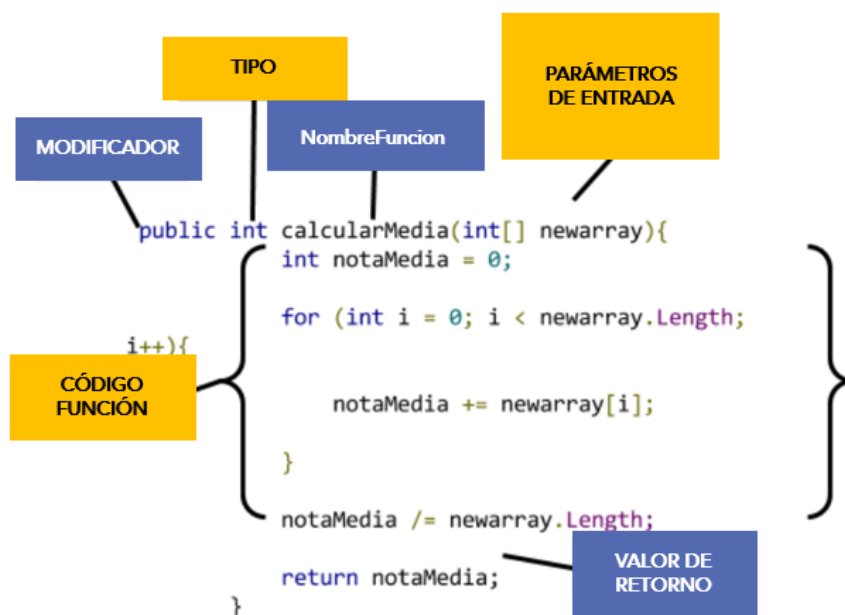 TIPO
PARÁMETROS
DE ENTRADA
MODIFICADOR
NombreFuncion
public int calcularMedia(int[] newarray){
int notaMedia = 0;
for (int i = 0; i < newarray.Length;
i++){
CÓDIGO
FUNCIÓN
notaMedia += newarray[i];
}
notaMedia /= newarray.Length;
VALOR DE
RETORNO
return notaMedia;
}